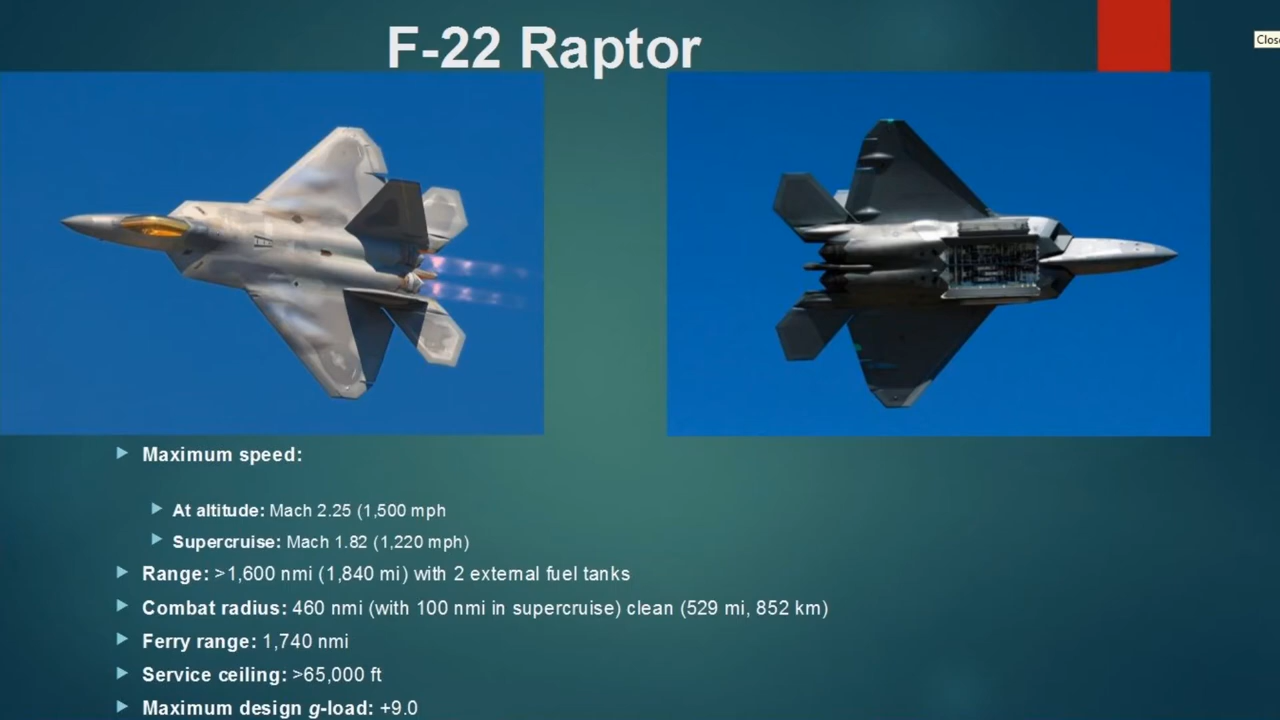 F-22 Raptor
Maximum speed:
At altitude: Mach 2.25 (1,500 mph
Supercruise: Mach 1.82 (1,220 mph)
Range: >1,600 nmi (1,840 mi) with 2 external fuel tanks
Combat radius: 460 nmi (with 100 nmi in supercruise) clean (529 mi, 852 km)
Ferry range: 1,740 nmi
Service ceiling: >65,000 ft
Maximum design g-load: +9.0